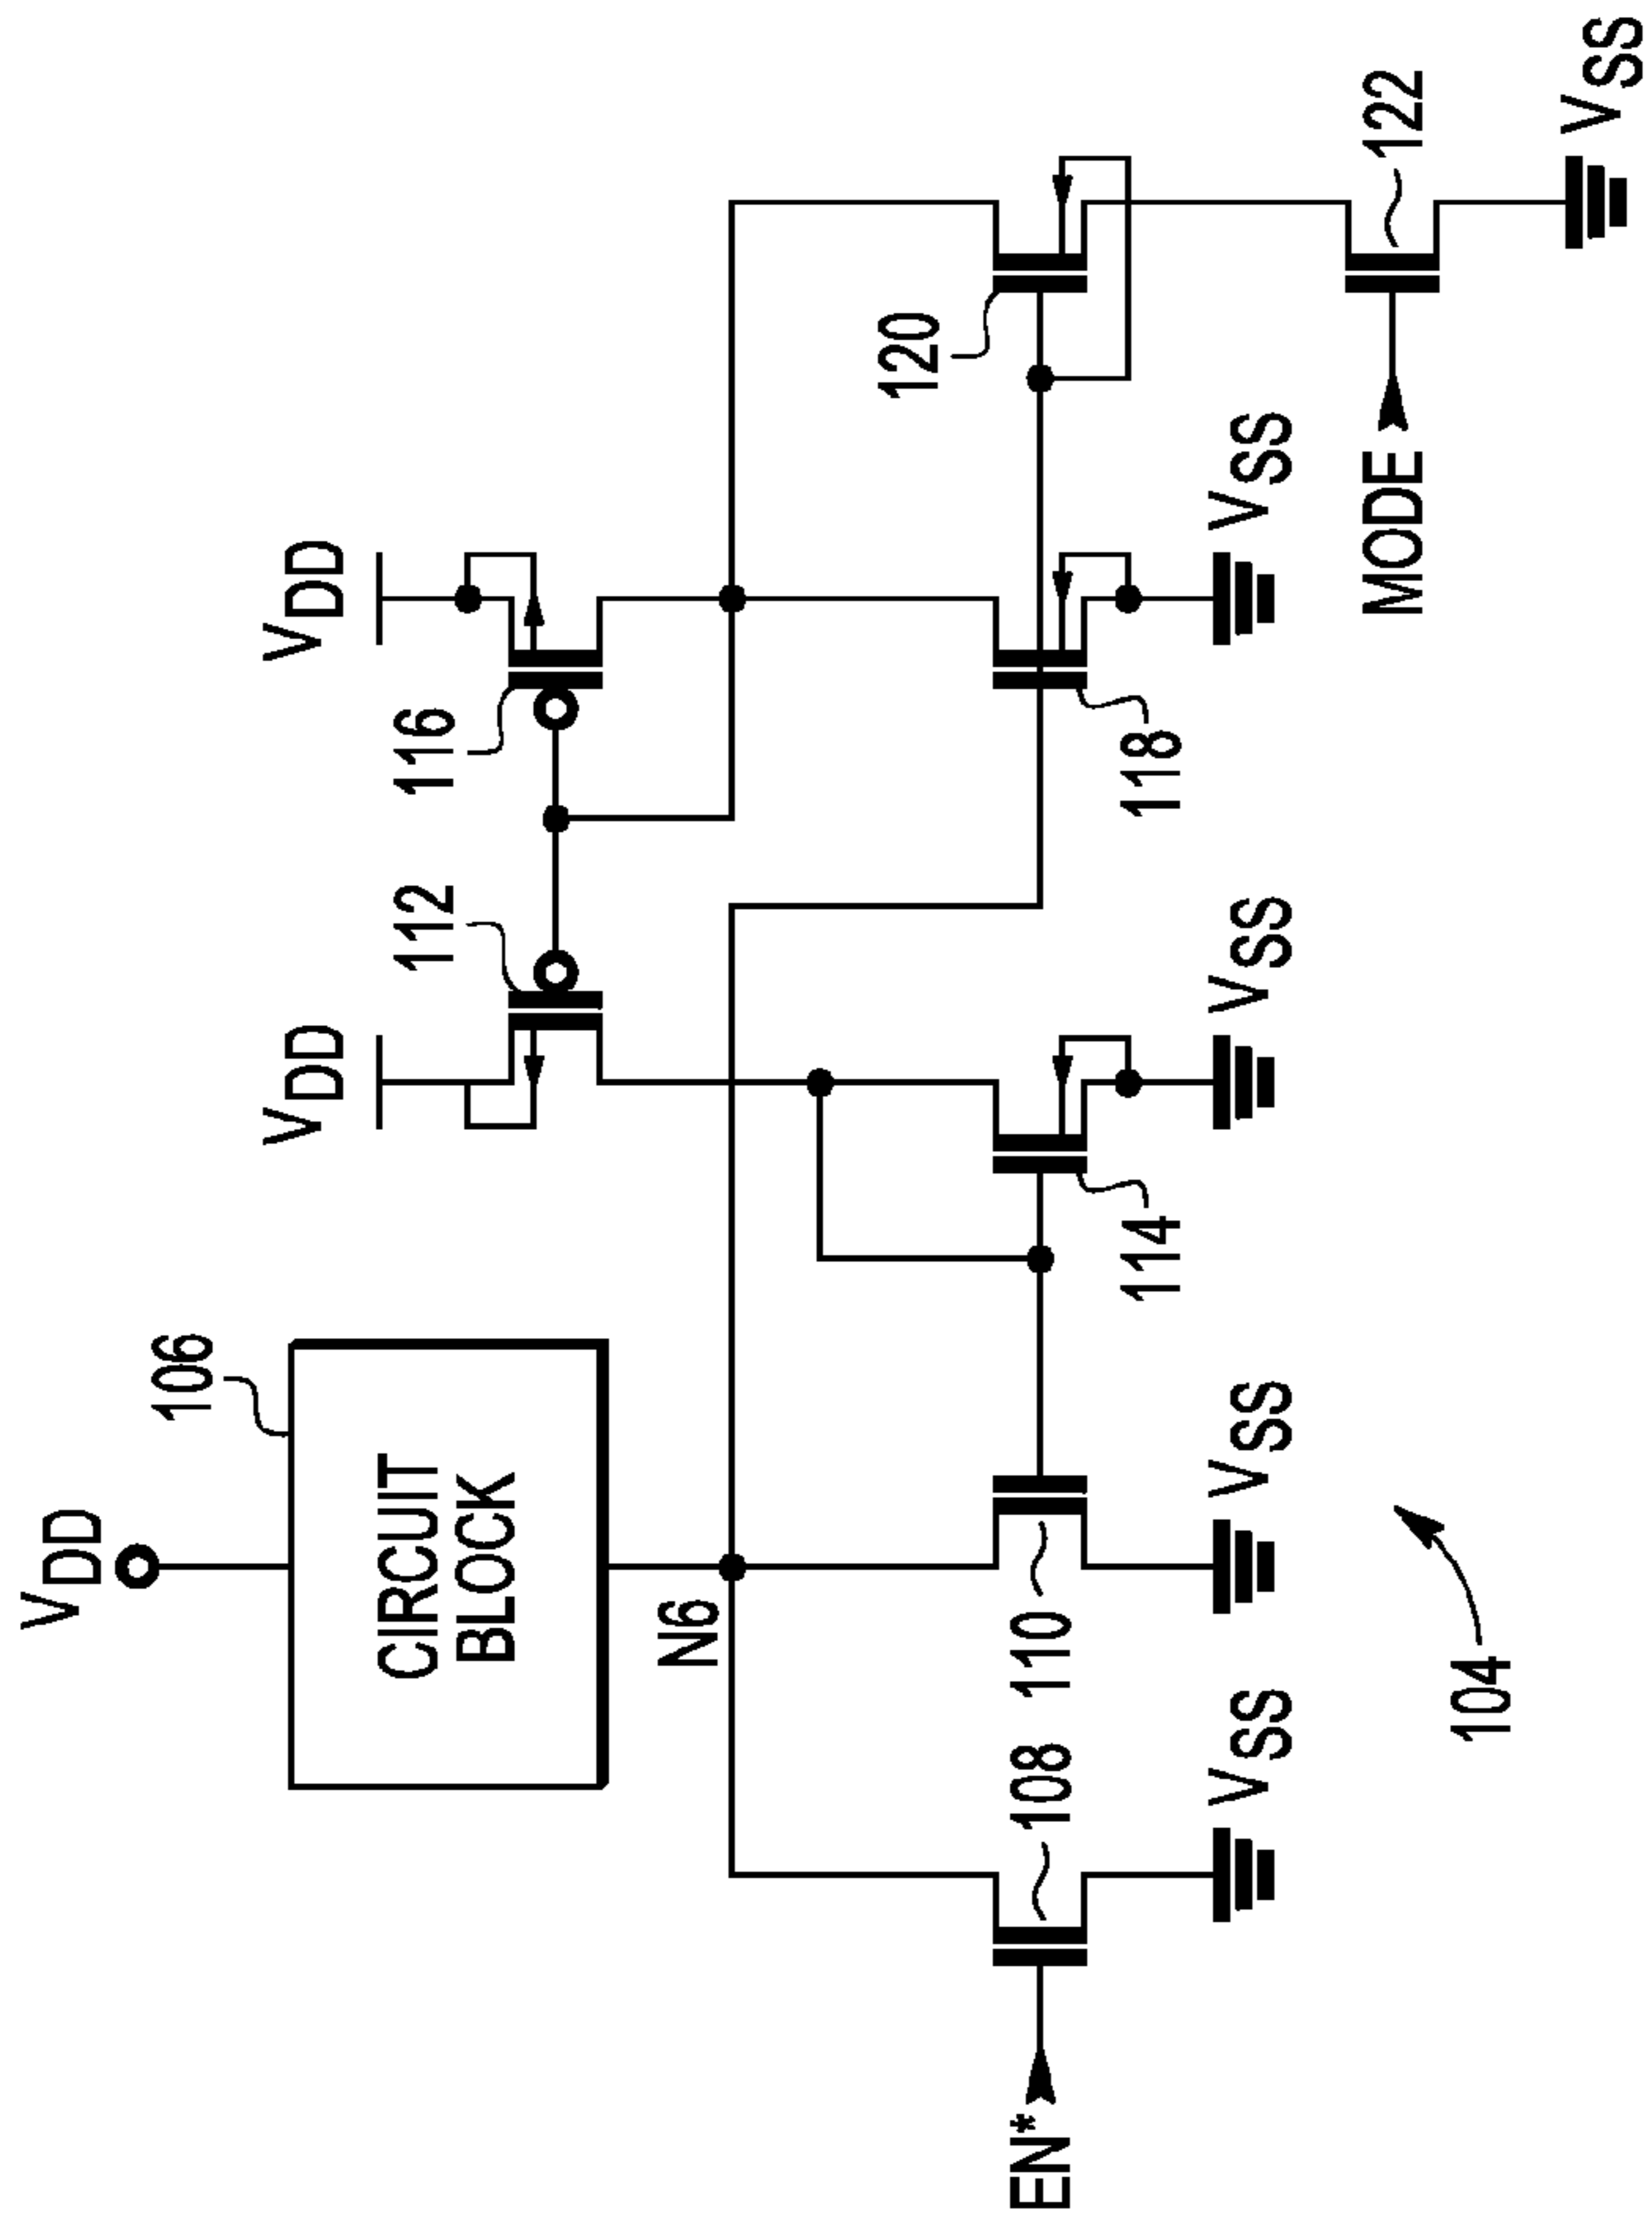 VDD
106
VDD
VDD
CIRCUIT
BLOCK
112
116
N6
120
EN*
108
110
114
118
VSS
VSS
VSS
VSS
MODE
122
104
VSS